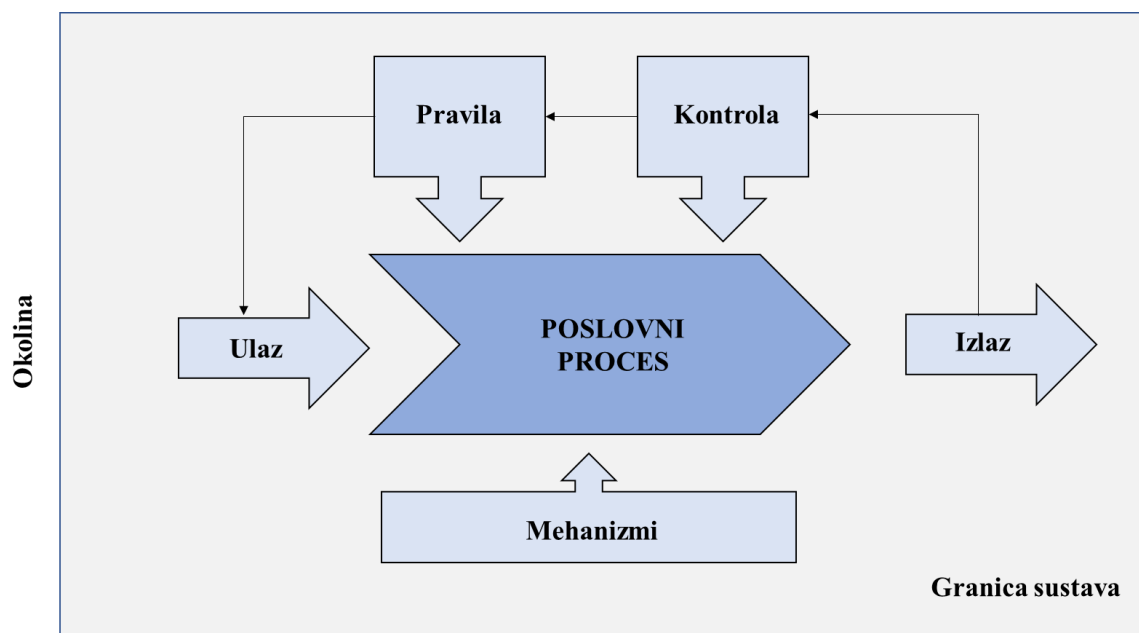 Pravila
Kontrola
Okolina
Ulaz
POSLOVNI
PROCES
Izlaz
Mehanizmi
Granica sustava